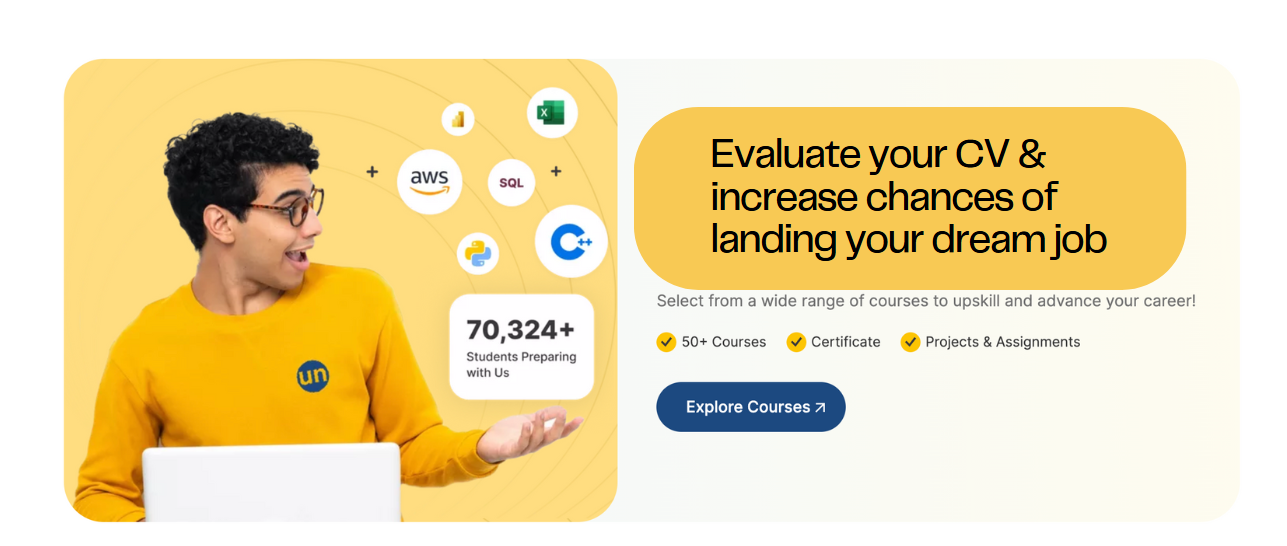 aws
SQL
70,324+
Students Preparing
with Us
un
Evaluate your CV &
increase chances of
landing your dream job
Select from a wide range of courses to upskill and advance your career!
50+ Courses
Certificate
Projects & Assignments
Explore Courses